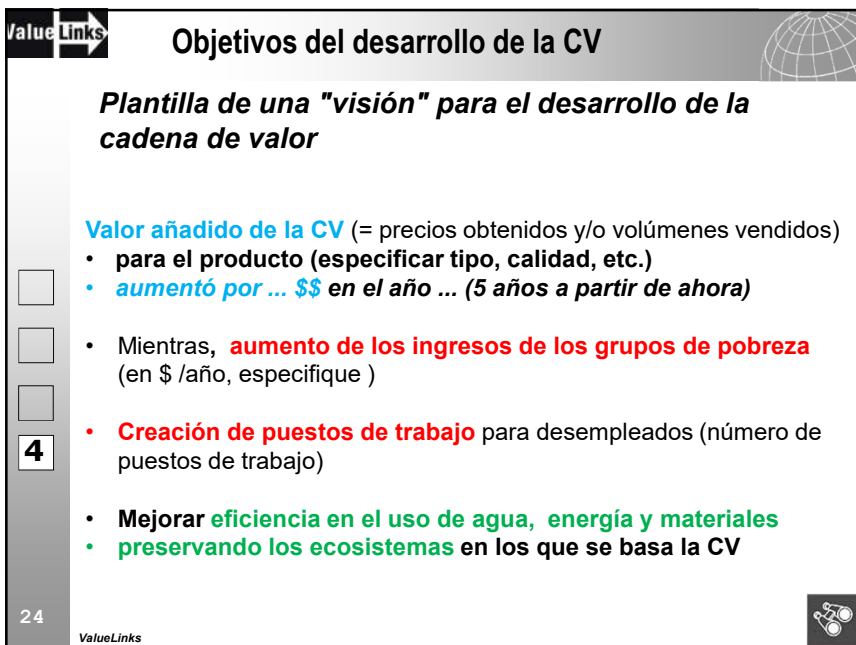 ValueLinks
Objetivos del desarrollo de la CV
Plantilla de una "visión" para el desarrollo de la
cadena de valor
Valor añadido de la CV (= precios obtenidos y/o volúmenes vendidos)
• para el producto (especificar tipo, calidad, etc.)
• aumentó por ... $$ en el año ... (5 años a partir de ahora)
• Mientras, aumento de los ingresos de los grupos de pobreza
(en $ /año, especifique )
• Creación de puestos de trabajo para desempleados (número de
puestos de trabajo)
4
• Mejorar eficiencia en el uso de agua, energía y materiales
• preservando los ecosistemas en los que se basa la CV
24
ValueLinks